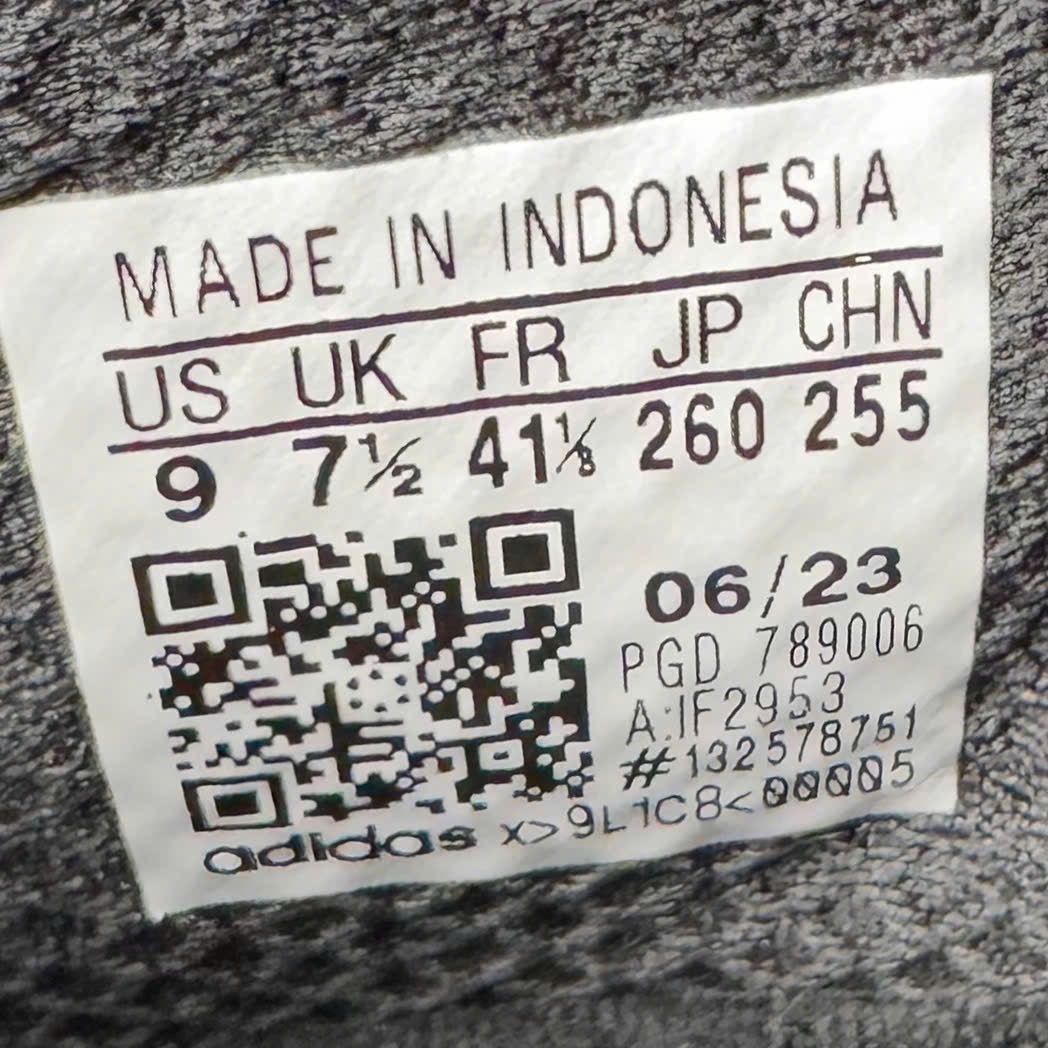 MADE IN INDONESIA
US UK FR JP CHN
9 7½ 41⅓ 260 255
06/23
PGD 789006
A:IF2953
#132578751
adidas x>9L1C8<00005